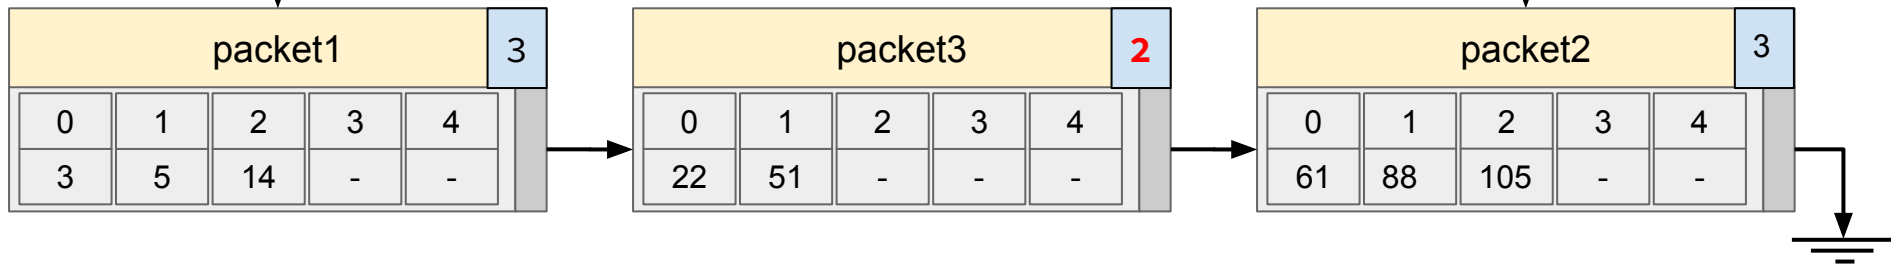 packet1 3
0 1 2 3 4
3 5 14 - -
packet3 2
0 1 2 3 4
22 51 - - -
packet2 3
0 1 2 3 4
61 88 105 - -